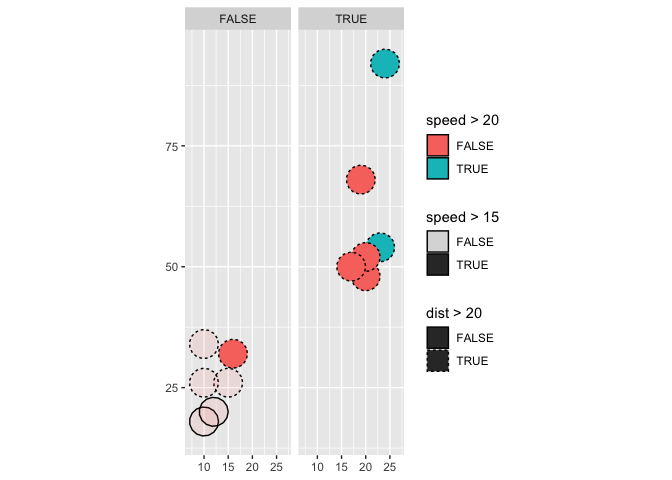 FALSE TRUE
75
50
25
10 15 20 25 10 15 20 25
speed > 20
FALSE
TRUE
speed > 15
FALSE
TRUE
dist > 20
FALSE
TRUE